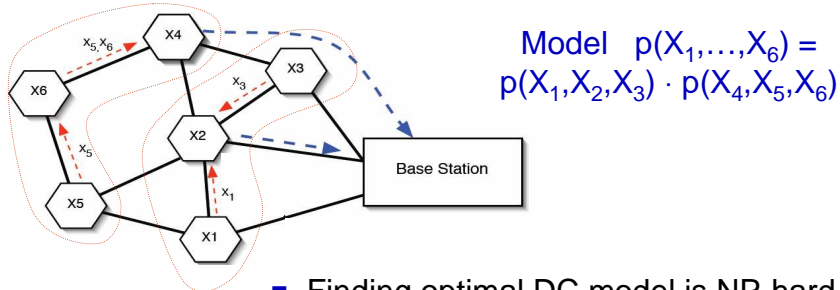 Model p(X₁,…,X₆) =
p(X₁,X₂,X₃) · p(X₄,X₅,X₆)
x₅,x₆
X4
X3
x₃
X6
X2
x₅
Base Station
x₁
X5
X1
Finding optimal DC model is NP-hard